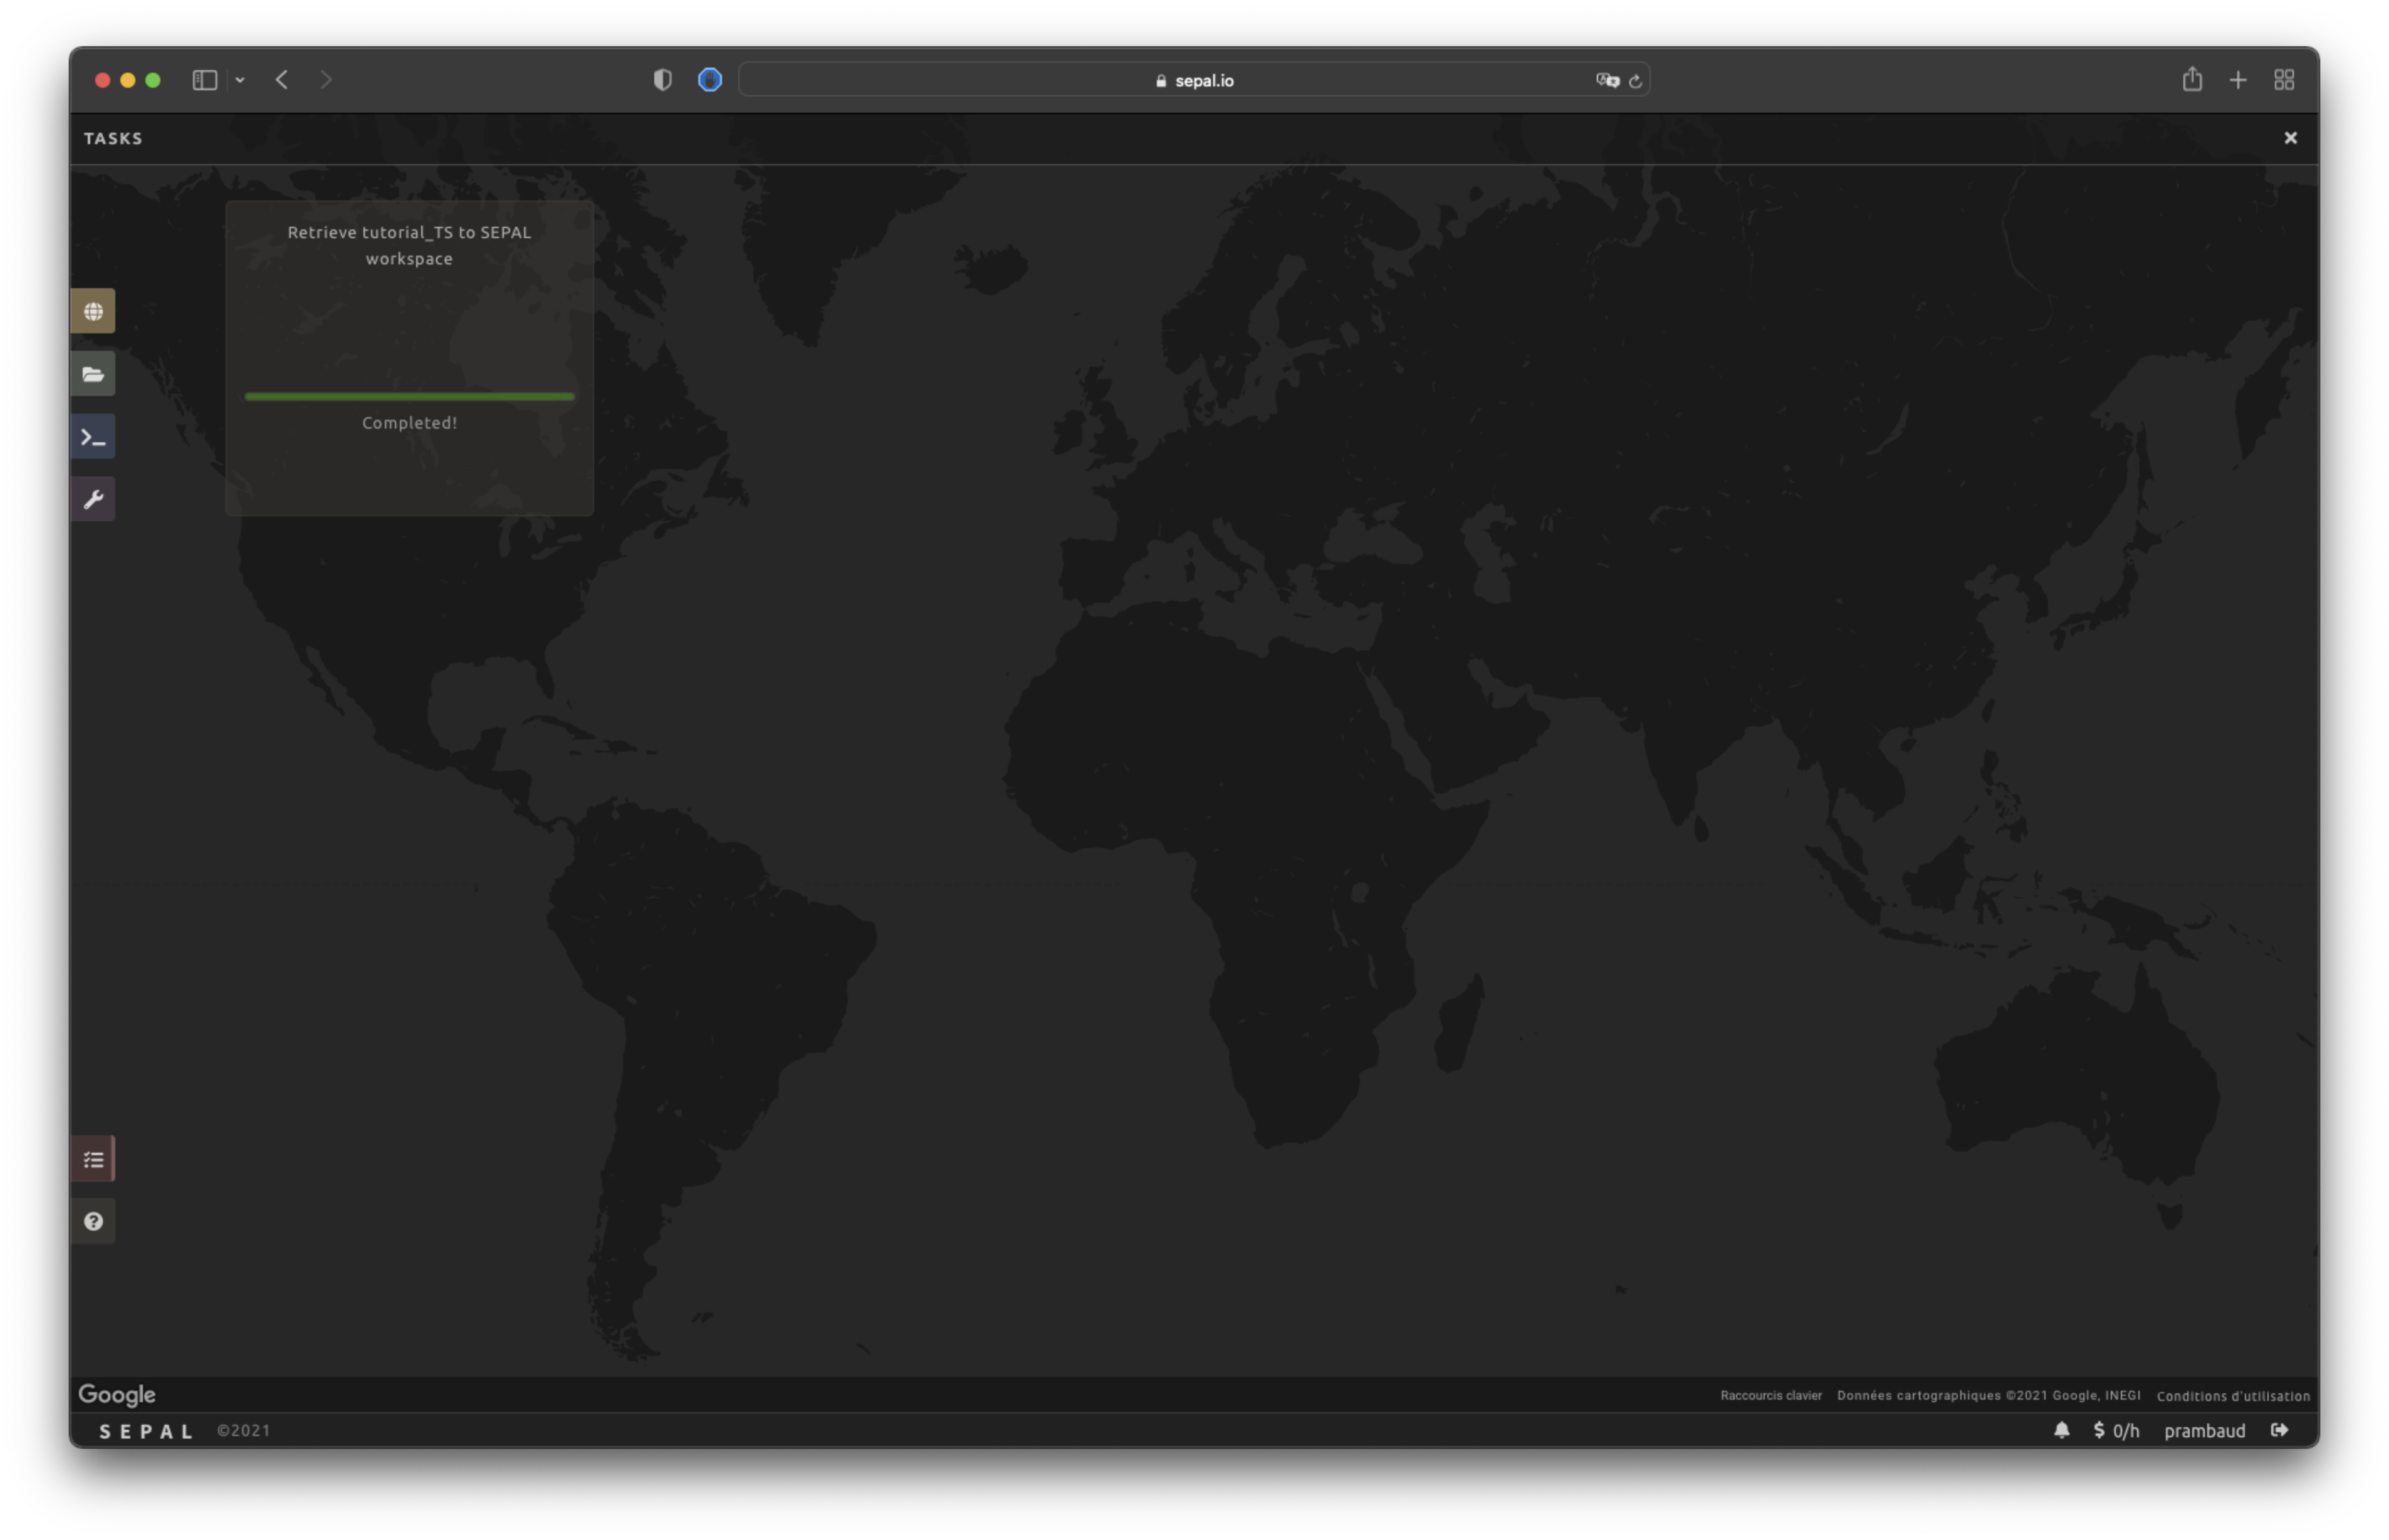 sepal.io
TASKS
Retrieve tutorial_TS to SEPAL
workspace
Completed!
Google
Raccourcis clavier Données cartographiques ©2021 Google, INEGI Conditions d'utilisation
SEPAL ©2021
$ 0/h prambaud